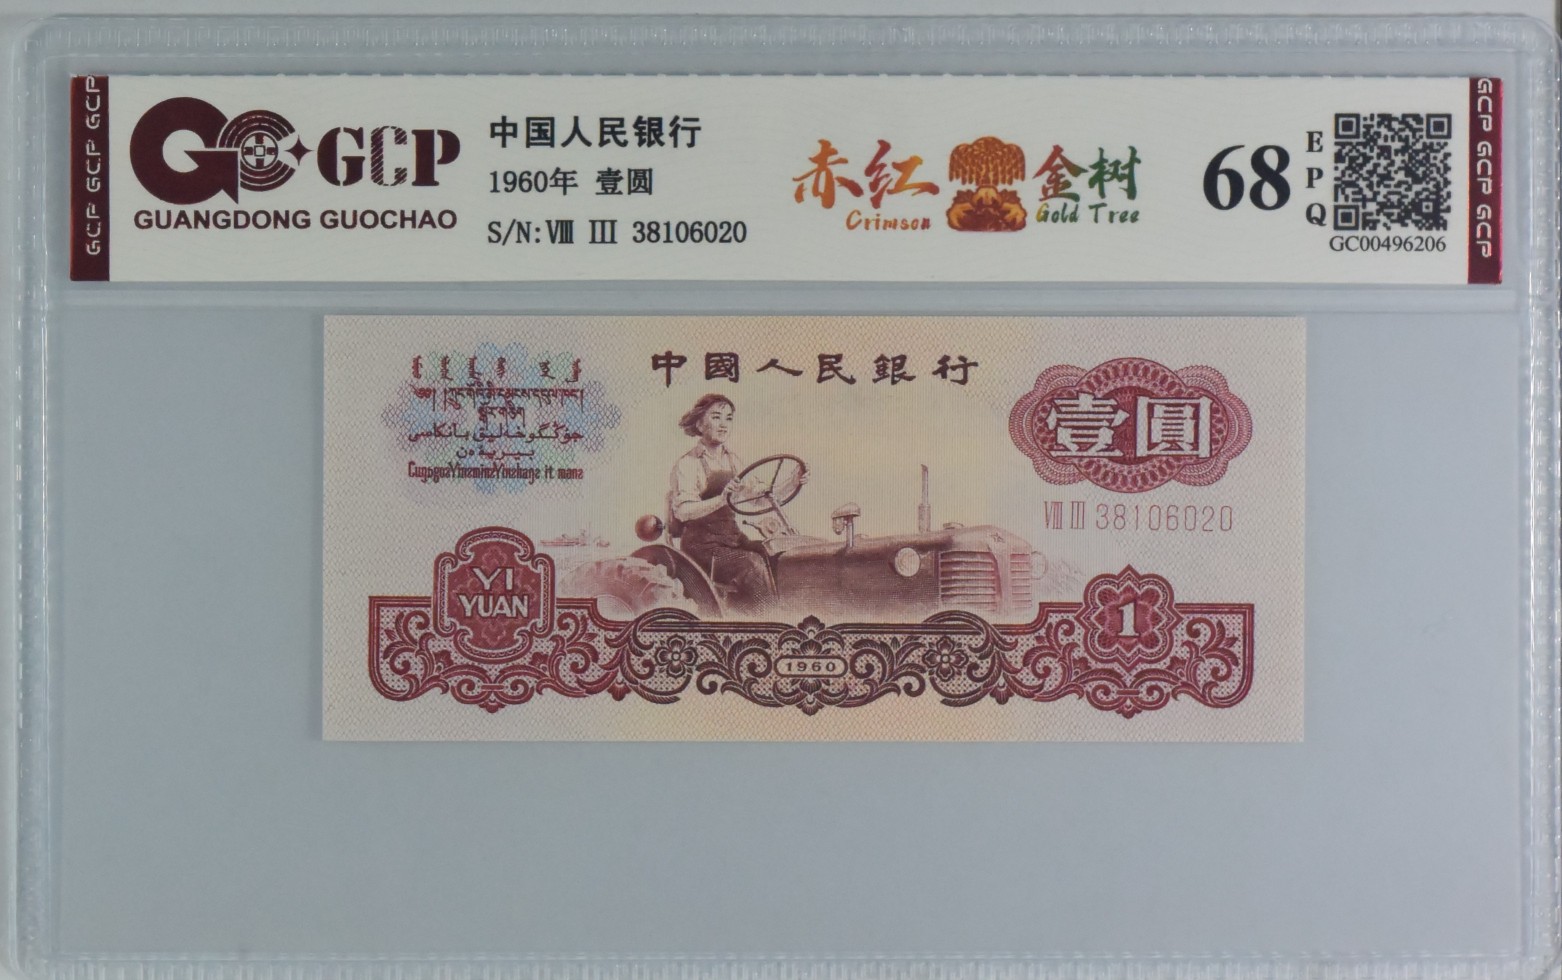 GCP GCP GCP
GCP
GUANGDONG GUOCHAO
中国人民银行
1960年 壹圆
S/N: Ⅷ Ⅲ 38106020
赤红 金树
Crimson Gold Tree
68
E
P
Q
GC00496206
GCP GCP GCP
中國人民銀行
壹圓
Ⅷ Ⅲ 38106020
YI
YUAN
1960
1